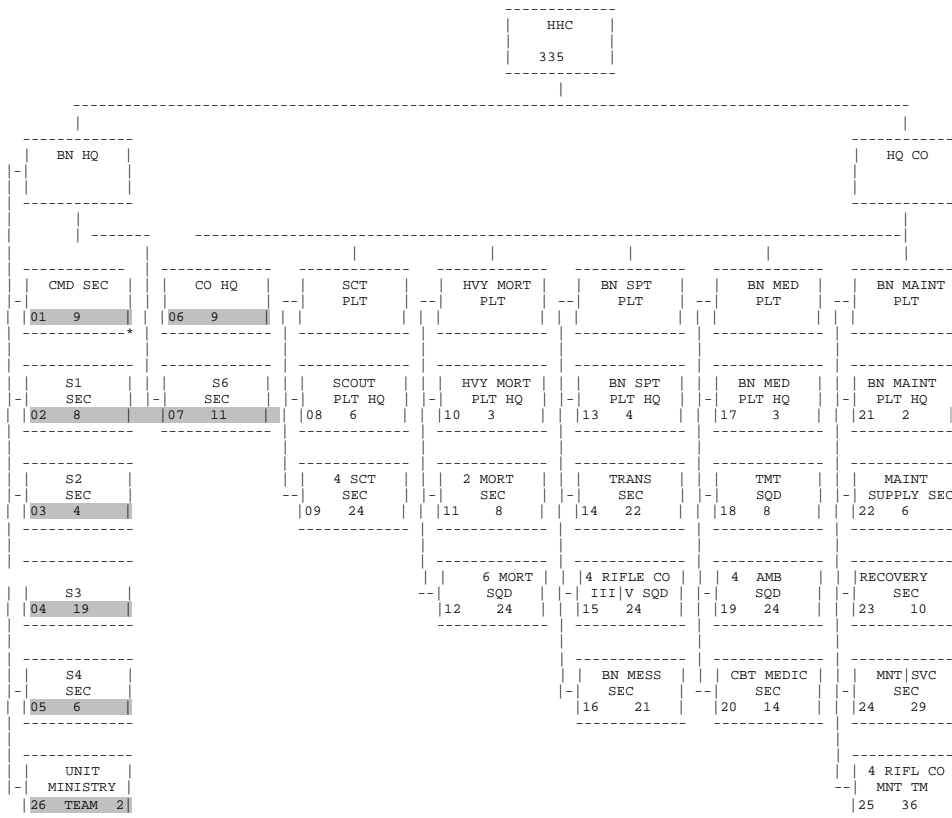 HHC
335
BN HQ
HQ CO
CMD SEC
01 9
*
CO HQ
06 9
SCT
PLT
HVY MORT
PLT
BN SPT
PLT
BN MED
PLT
BN MAINT
PLT
S1
SEC
02 8
S6
SEC
07 11
SCOUT
PLT HQ
08 6
HVY MORT
PLT HQ
10 3
BN SPT
PLT HQ
13 4
BN MED
PLT HQ
17 3
BN MAINT
PLT HQ
21 2
S2
SEC
03 4
4 SCT
SEC
09 24
2 MORT
SEC
11 8
TRANS
SEC
14 22
TMT
SQD
18 8
MAINT
SUPPLY SEC
22 6
S3
04 19
6 MORT
SQD
12 24
4 RIFLE CO
III|V SQD
15 24
4 AMB
SQD
19 24
RECOVERY
SEC
23 10
S4
SEC
05 6
BN MESS
SEC
16 21
CBT MEDIC
SEC
20 14
MNT|SVC
SEC
24 29
UNIT
MINISTRY
26 TEAM 2
4 RIFL CO
MNT TM
25 36